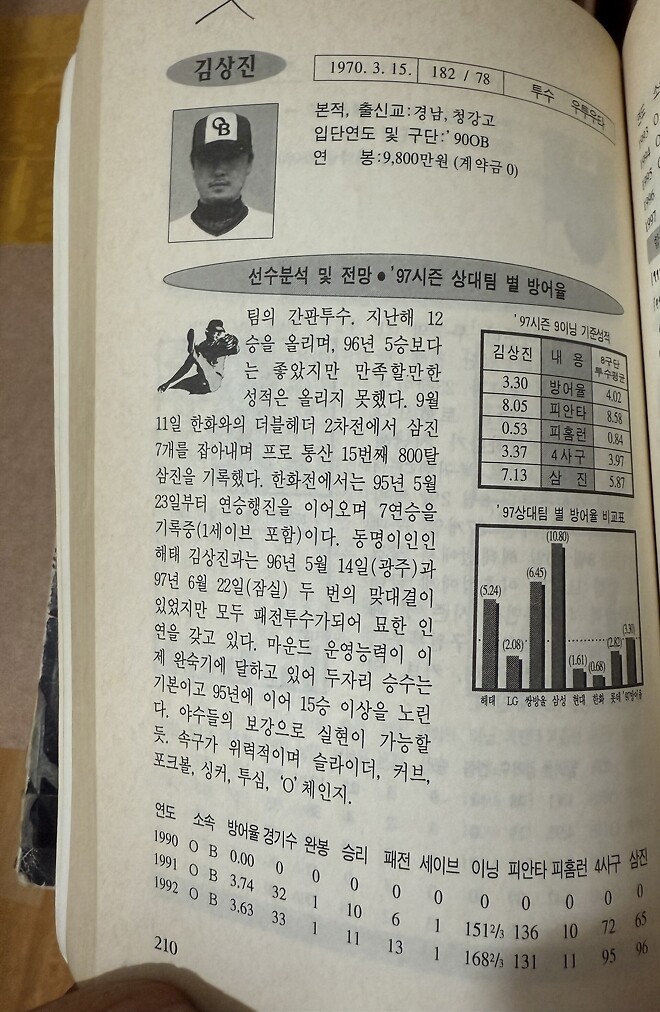 김상진
1970. 3. 15.
182 / 78
투수 우투우타
본적, 출신교:경남, 청강고
입단연도 및 구단:'90OB
연 봉:9,800만원 (계약금 0)
OB
선수분석 및 전망 ● '97시즌 상대팀 별 방어율
팀의 간판투수. 지난해 12
승을 올리며, 96년 5승보다
는 좋았지만 만족할만한
성적은 올리지 못했다. 9월
11일 한화와의 더블헤더 2차전에서 삼진
7개를 잡아내며 프로 통산 15번째 800탈
삼진을 기록했다. 한화전에서는 95년 5월
23일부터 연승행진을 이어오며 7연승을
기록중(1세이브 포함)이다. 동명이인인
해태 김상진과는 96년 5월 14일(광주)과
97년 6월 22일(잠실) 두 번의 맞대결이
있었지만 모두 패전투수가되어 묘한 인
연을 갖고 있다. 마운드 운영능력이 이
제 완숙기에 달하고 있어 두자리 승수는
기본이고 95년에 이어 15승 이상을 노린
다. 야수들의 보강으로 실현이 가능할
듯. 속구가 위력적이며 슬라이더, 커브,
포크볼, 싱커, 투심, '0' 체인지.
'97시즌 9이닝 기준성적
김상진 내 용 8구단 투수평균
3.30 방어율 4.02
8.05 피안타 8.58
0.53 피홈런 0.84
3.37 4사구 3.97
7.13 삼 진 5.87
'97상대팀 별 방어율 비교표
(5.24) (2.08) (6.45) (10.80) (1.61) (0.68) (2.82) (3.30)
해태 LG 쌍방울 삼성 현대 한화 롯데 '97방어율
연도 소속 방어율 경기수 완봉 승리 패전 세이브 이닝 피안타 피홈런 4사구 삼진
1990 O B 0.00 0 0 0 0 0 0 0 0 0 0
1991 O B 3.74 32 1 10 6 1 151 2/3 136 10 72 65
1992 O B 3.63 33 1 11 13 1 168 2/3 131 11 95 96
210
1996
1997